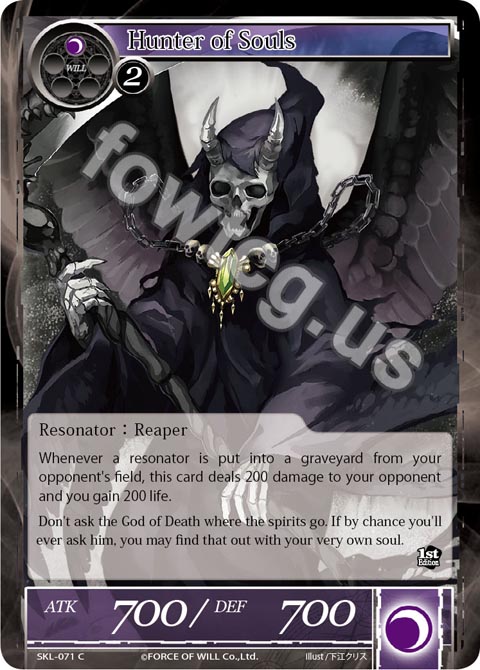 Hunter of Souls
WILL
2
fowtcg.us
Resonator : Reaper
Whenever a resonator is put into a graveyard from your
opponent's field, this card deals 200 damage to your opponent
and you gain 200 life.
Don't ask the God of Death where the spirits go. If by chance you'll
ever ask him, you may find that out with your very own soul.
1st
Edition
ATK 700 / DEF 700
SKL-071 C ©FORCE OF WILL Co.,Ltd. Illust / 下江クリス